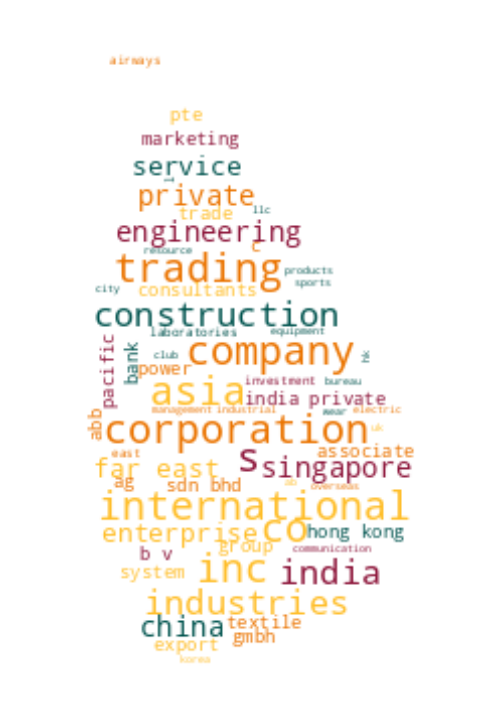 airways
pte
marketing
service
private
trade llc
engineering
c
resource
trading products
sports
city consultants
construction
laboratories equipment
pacific bank club company hk
power
asia investment bureau
india private
management industrial wear electric
abb corporation uk
east associate
far east s singapore
ag sdn bhd ab overseas
international
enterprise co hong kong
group
b v communication
system inc india
industries
china textile
gmbh
export
korea